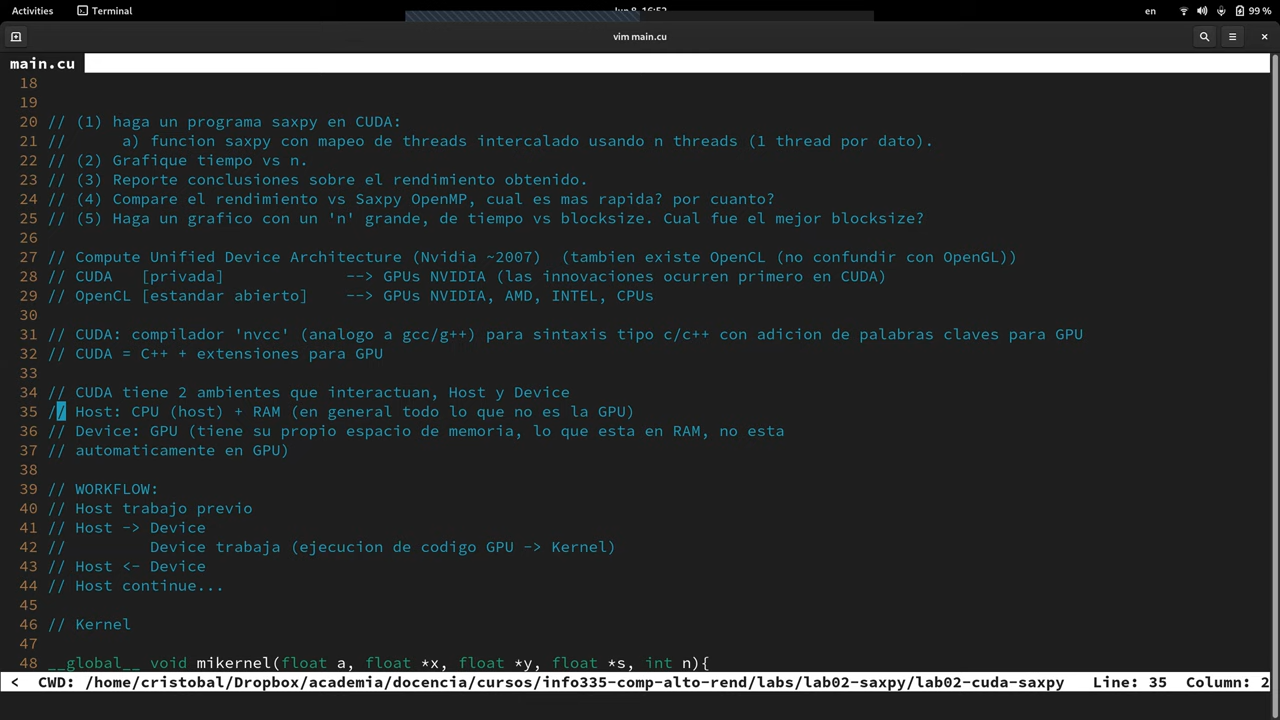 Activities Terminal en 99 %
vim main.cu
main.cu
18
19
20 // (1) haga un programa saxpy en CUDA:
21 //      a) funcion saxpy con mapeo de threads intercalado usando n threads (1 thread por dato).
22 // (2) Grafique tiempo vs n.
23 // (3) Reporte conclusiones sobre el rendimiento obtenido.
24 // (4) Compare el rendimiento vs Saxpy OpenMP, cual es mas rapida? por cuanto?
25 // (5) Haga un grafico con un 'n' grande, de tiempo vs blocksize. Cual fue el mejor blocksize?
26
27 // Compute Unified Device Architecture (Nvidia ~2007)  (tambien existe OpenCL (no confundir con OpenGL))
28 // CUDA   [privada]             --> GPUs NVIDIA (las innovaciones ocurren primero en CUDA)
29 // OpenCL [estandar abierto]    --> GPUs NVIDIA, AMD, INTEL, CPUs
30
31 // CUDA: compilador 'nvcc' (analogo a gcc/g++) para sintaxis tipo c/c++ con adicion de palabras claves para GPU
32 // CUDA = C++ + extensiones para GPU
33
34 // CUDA tiene 2 ambientes que interactuan, Host y Device
35 // Host: CPU (host) + RAM (en general todo lo que no es la GPU)
36 // Device: GPU (tiene su propio espacio de memoria, lo que esta en RAM, no esta
37 // automaticamente en GPU)
38
39 // WORKFLOW:
40 // Host trabajo previo
41 // Host -> Device
42 //         Device trabaja (ejecucion de codigo GPU -> Kernel)
43 // Host <- Device
44 // Host continue...
45
46 // Kernel
47
48 __global__ void mikernel(float a, float *x, float *y, float *s, int n){
<  CWD: /home/cristobal/Dropbox/academia/docencia/cursos/info335-comp-alto-rend/labs/lab02-saxpy/lab02-cuda-saxpy   Line: 35  Column: 2